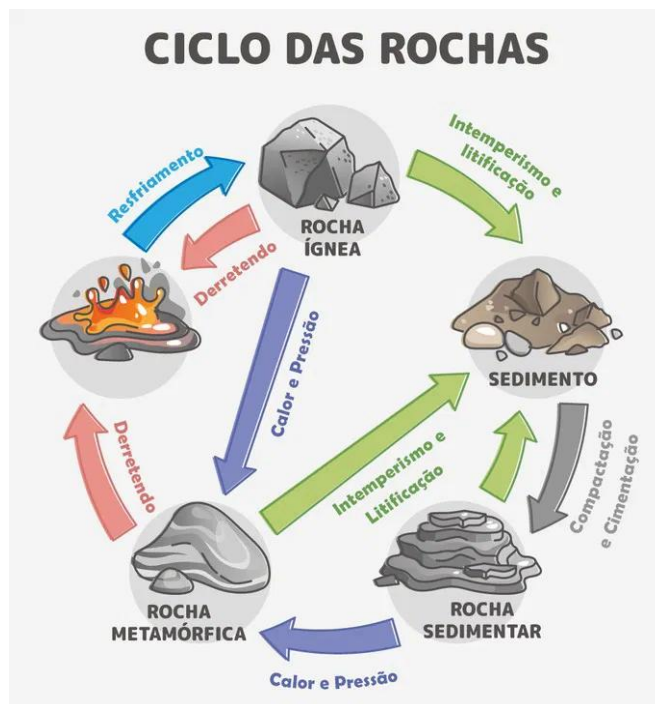 CICLO DAS ROCHAS
Resfriamento
Intemperismo e
litificação
ROCHA
ÍGNEA
Derretendo
Calor e Pressão
SEDIMENTO
Derretendo
Intemperismo e
Litificação
Compactação
e Cimentação
ROCHA
METAMÓRFICA
ROCHA
SEDIMENTAR
Calor e Pressão